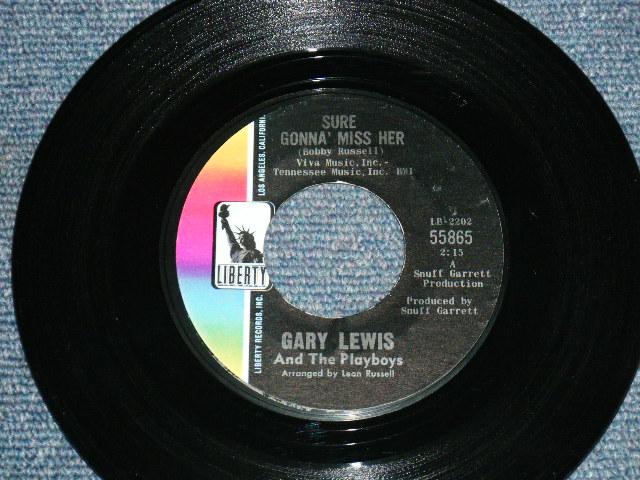 SURE
GONNA' MISS HER
(Bobby Russell)
Viva Music, Inc.-
Tennessee Music, Inc. BMI
LB-2202
55865
2:15
A
Snuff Garrett
Production
Produced by
Snuff Garrett
GARY LEWIS
And The Playboys
Arranged by Leon Russell
LIBERTY
LIBERTY RECORDS, INC.
LOS ANGELES, CALIFORNIA